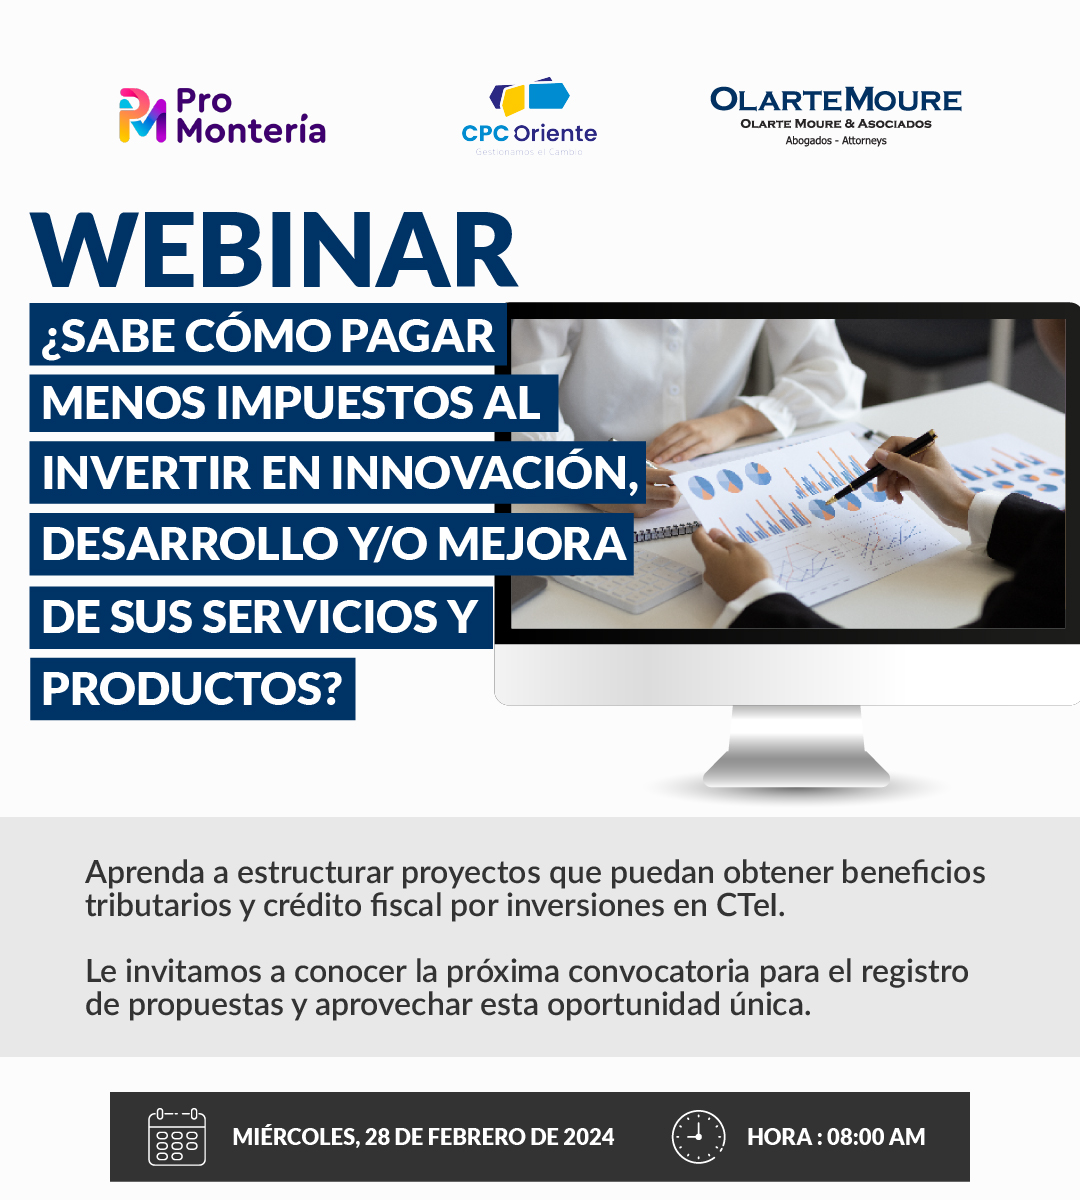 Pro
Montería
CPC Oriente
Gestionamos el Cambio
OLARTEMOURE
OLARTE MOURE & ASOCIADOS
Abogados - Attorneys
WEBINAR
¿SABE CÓMO PAGAR
MENOS IMPUESTOS AL
INVERTIR EN INNOVACIÓN,
DESARROLLO Y/O MEJORA
DE SUS SERVICIOS Y
PRODUCTOS?
Aprenda a estructurar proyectos que puedan obtener beneficios
tributarios y crédito fiscal por inversiones en CTeI.
Le invitamos a conocer la próxima convocatoria para el registro
de propuestas y aprovechar esta oportunidad única.
MIÉRCOLES, 28 DE FEBRERO DE 2024
HORA : 08:00 AM